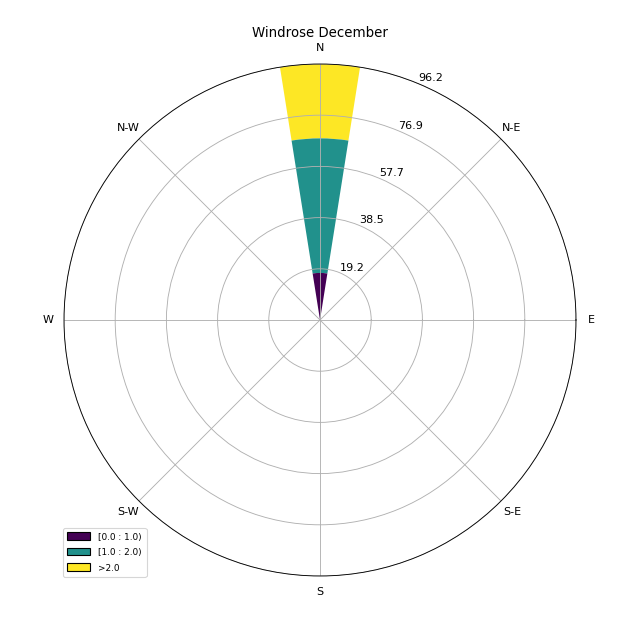 Windrose December
N
96.2
N-W
76.9
N-E
57.7
38.5
19.2
W
E
S-W
S-E
[0.0 : 1.0)
[1.0 : 2.0)
>2.0
S